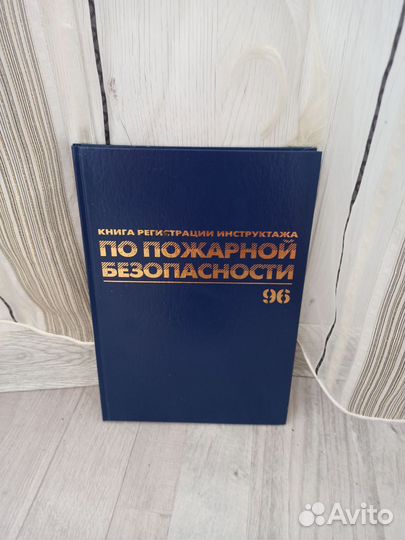 КНИГА РЕГИСТРАЦИИ ИНСТРУКТАЖА
ПО ПОЖАРНОЙ
БЕЗОПАСНОСТИ
96
Avito